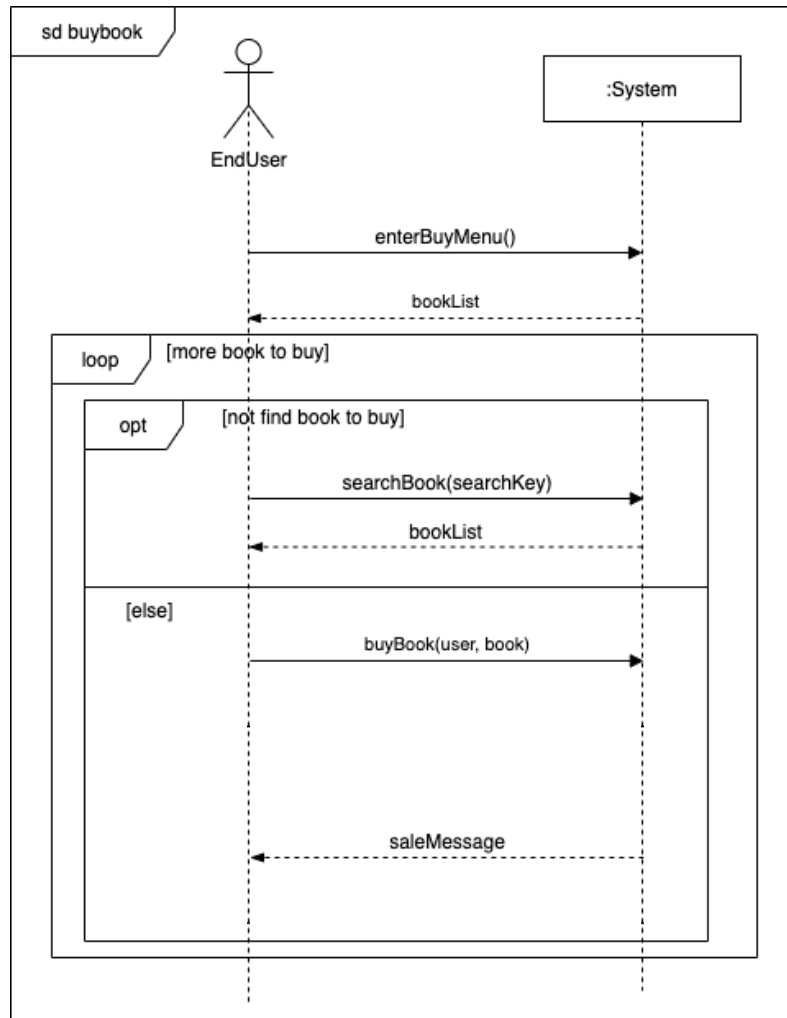 sd buybook
:System
EndUser
enterBuyMenu()
bookList
loop
[more book to buy]
opt
[not find book to buy]
searchBook(searchKey)
bookList
[else]
buyBook(user, book)
saleMessage